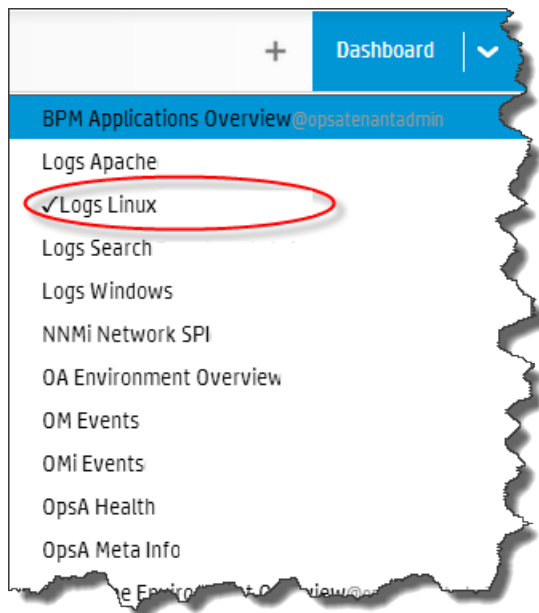 + Dashboard
BPM Applications Overview@opsatenantadmin
Logs Apache
✓Logs Linux
Logs Search
Logs Windows
NNMi Network SPI
OA Environment Overview
OM Events
OMi Events
OpsA Health
OpsA Meta Info